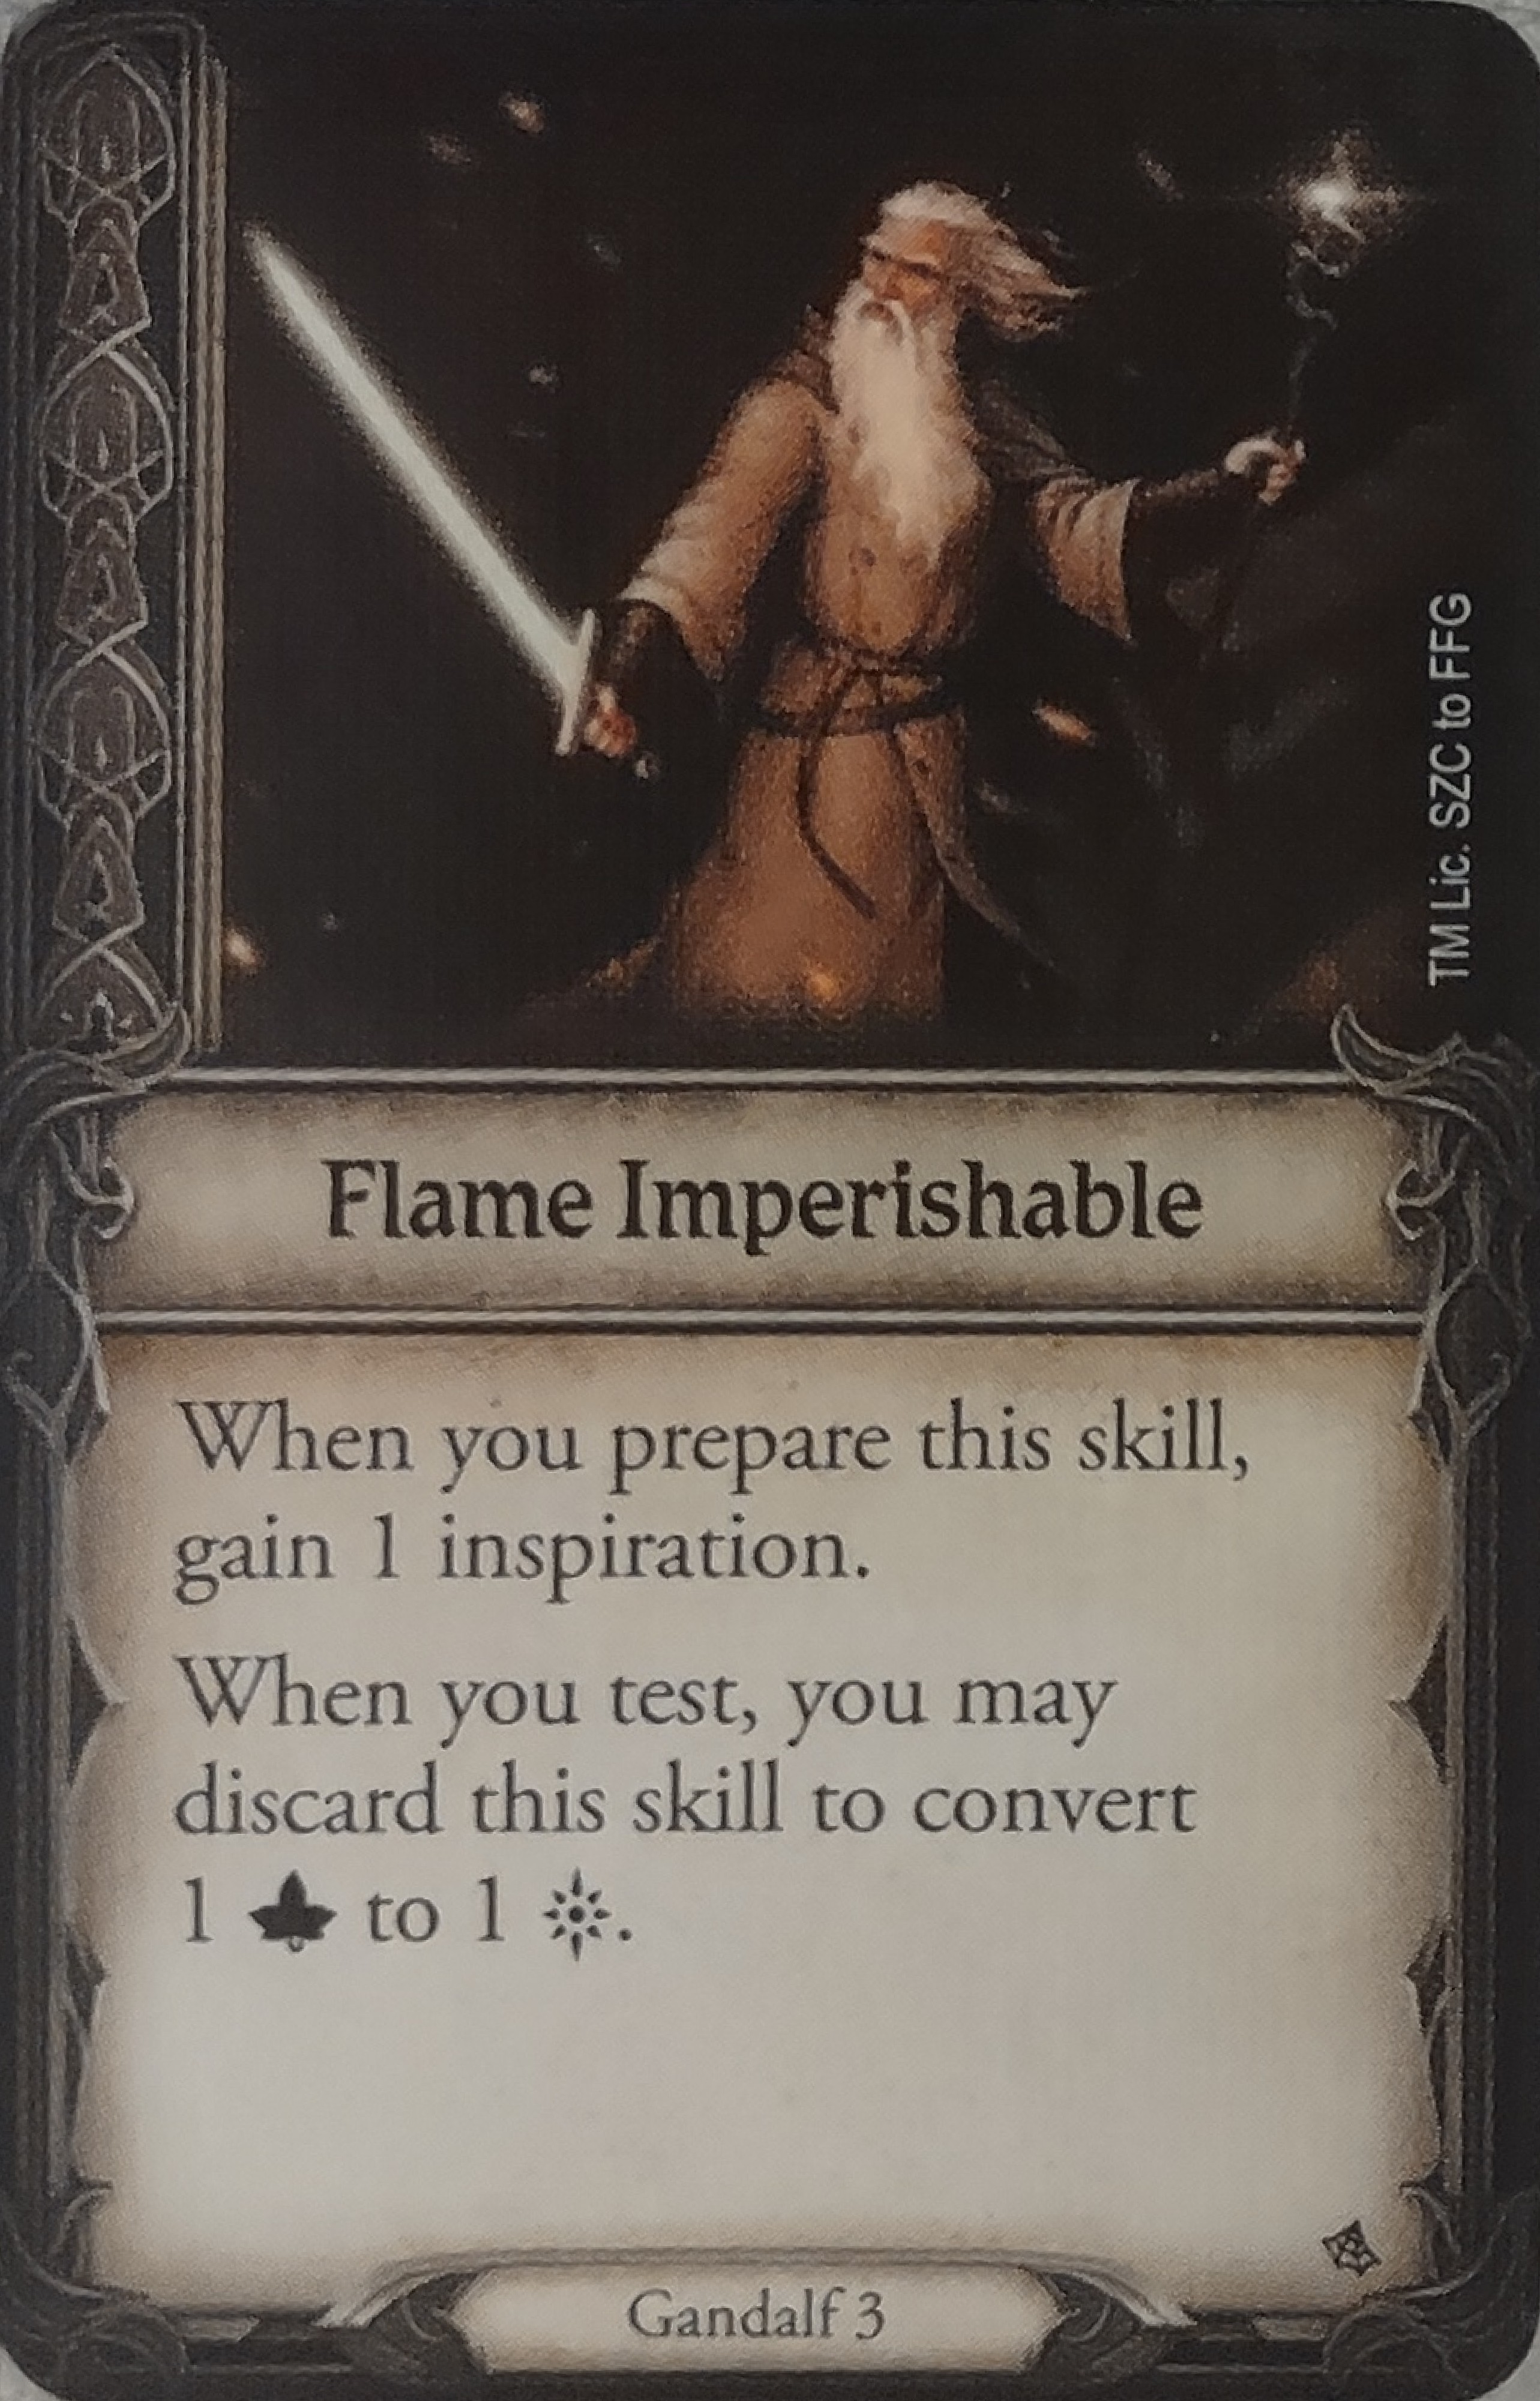 TM Lic. SZC to FFG
Flame Imperishable
When you prepare this skill,
gain 1 inspiration.
When you test, you may
discard this skill to convert
1 to 1 .
Gandalf 3